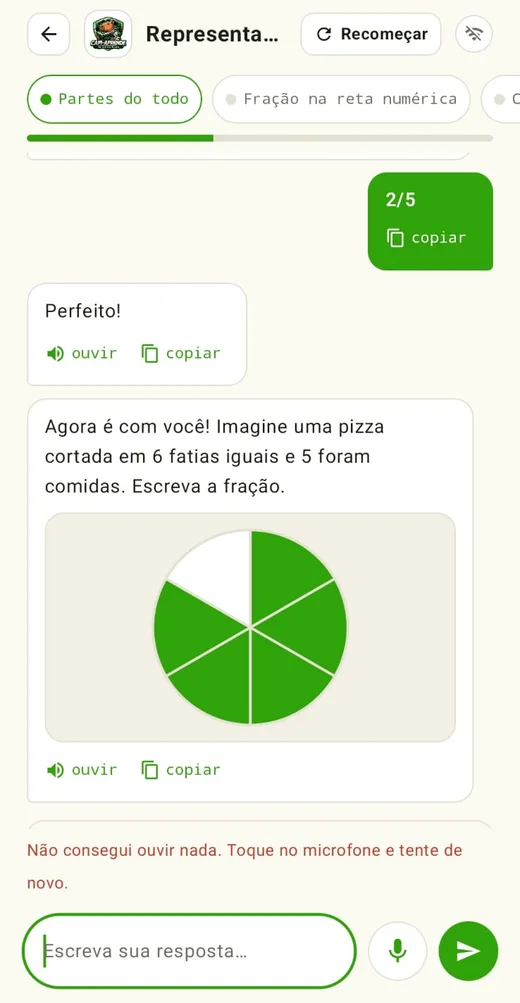 Representa...
Recomeçar
Partes do todo
Fração na reta numérica
2/5
copiar
Perfeito!
ouvir
copiar
Agora é com você! Imagine uma pizza
cortada em 6 fatias iguais e 5 foram
comidas. Escreva a fração.
ouvir
copiar
Não consegui ouvir nada. Toque no microfone e tente de
novo.
Escreva sua resposta...